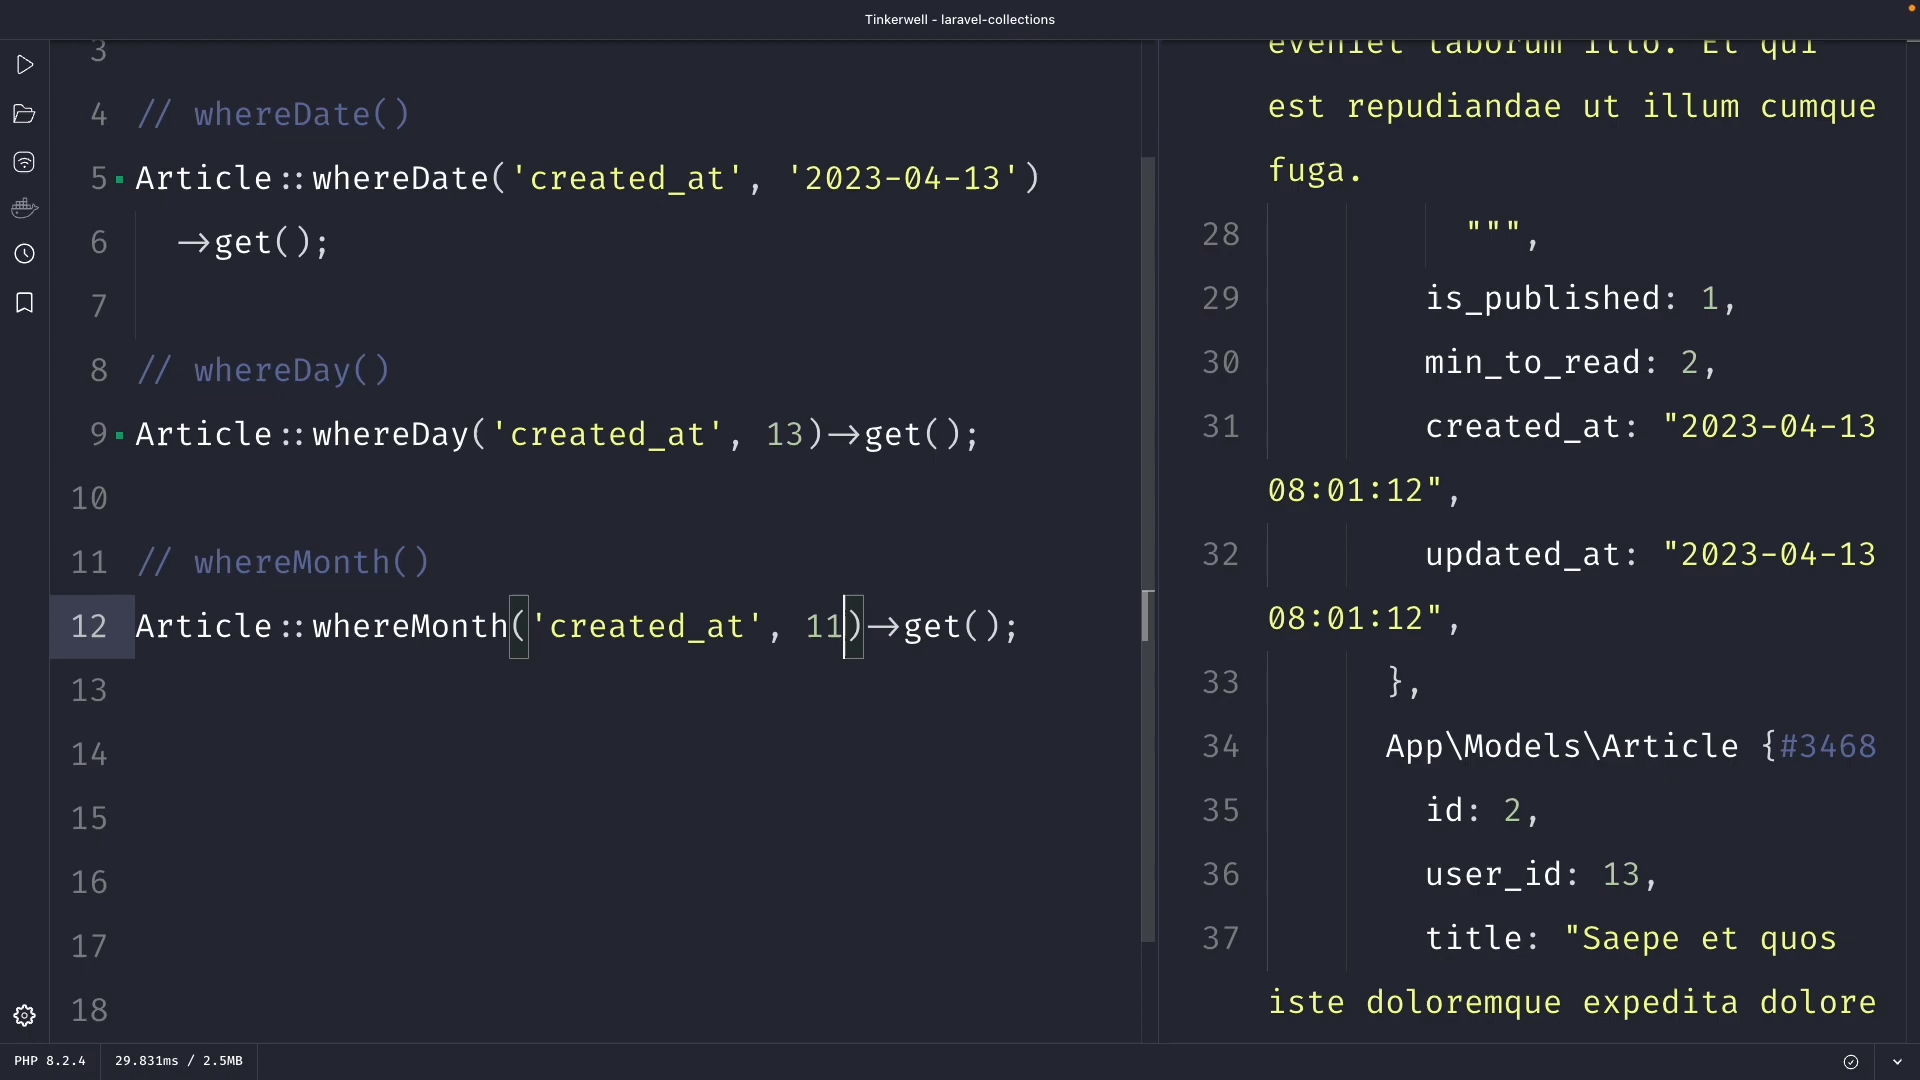 Tinkerwell - laravel-collections
3
4 // whereDate()
5 Article::whereDate('created_at', '2023-04-13')
6 ->get();
7
8 // whereDay()
9 Article::whereDay('created_at', 13)->get();
10
11 // whereMonth()
12 Article::whereMonth('created_at', 11)->get();
13
14
15
16
17
18
eveniet laborum illo. Et qui
est repudiandae ut illum cumque
fuga.
28 """,
29 is_published: 1,
30 min_to_read: 2,
31 created_at: "2023-04-13
08:01:12",
32 updated_at: "2023-04-13
08:01:12",
33 },
34 App\Models\Article {#3468
35 id: 2,
36 user_id: 13,
37 title: "Saepe et quos
iste doloremque expedita dolore
PHP 8.2.4
29.831ms / 2.5MB